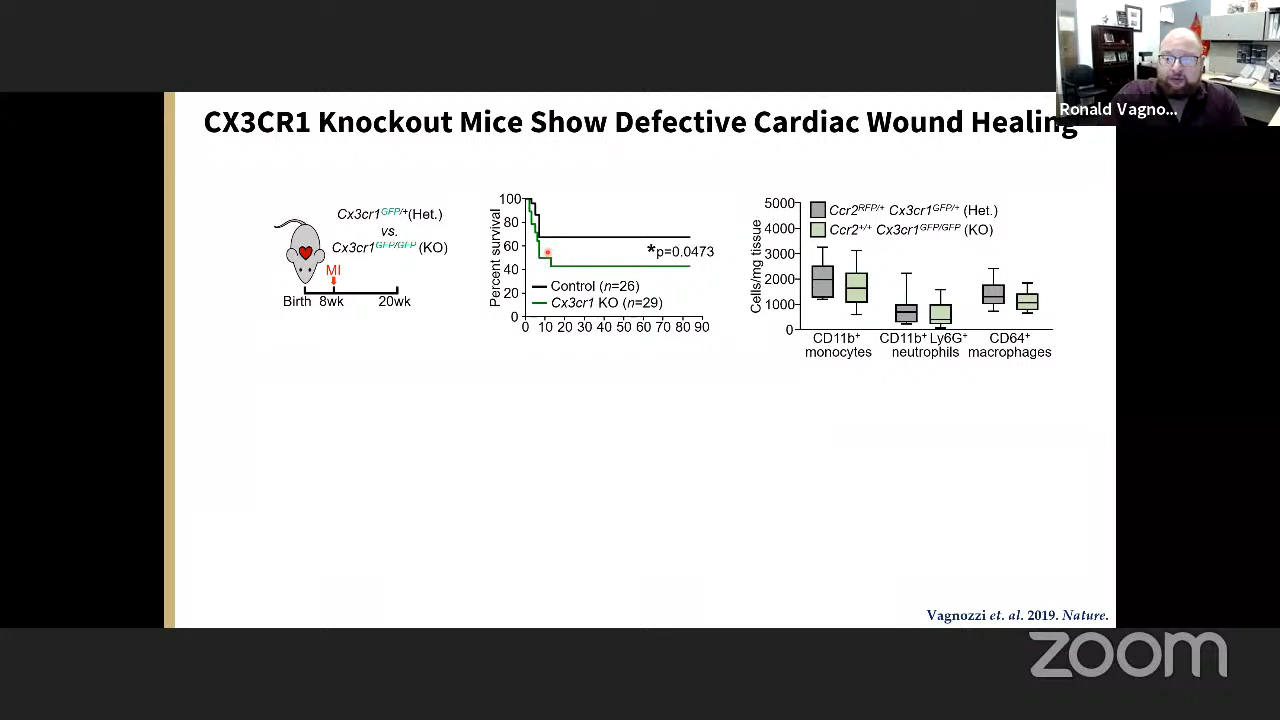 Ronald Vagno...
CX3CR1 Knockout Mice Show Defective Cardiac Wound Healing
Cx3cr1GFP/+(Het.)
vs.
Cx3cr1GFP/GFP (KO)
MI
Birth 8wk 20wk
Percent survival
100
80
60
40
20
0
*p=0.0473
Control (n=26)
Cx3cr1 KO (n=29)
0 10 20 30 40 50 60 70 80 90
Cells/mg tissue
5000
4000
3000
2000
1000
0
Ccr2RFP/+ Cx3cr1GFP/+ (Het.)
Ccr2+/+ Cx3cr1GFP/GFP (KO)
CD11b+ monocytes
CD11b+ Ly6G+ neutrophils
CD64+ macrophages
Vagnozzi et. al. 2019. Nature.
zoom